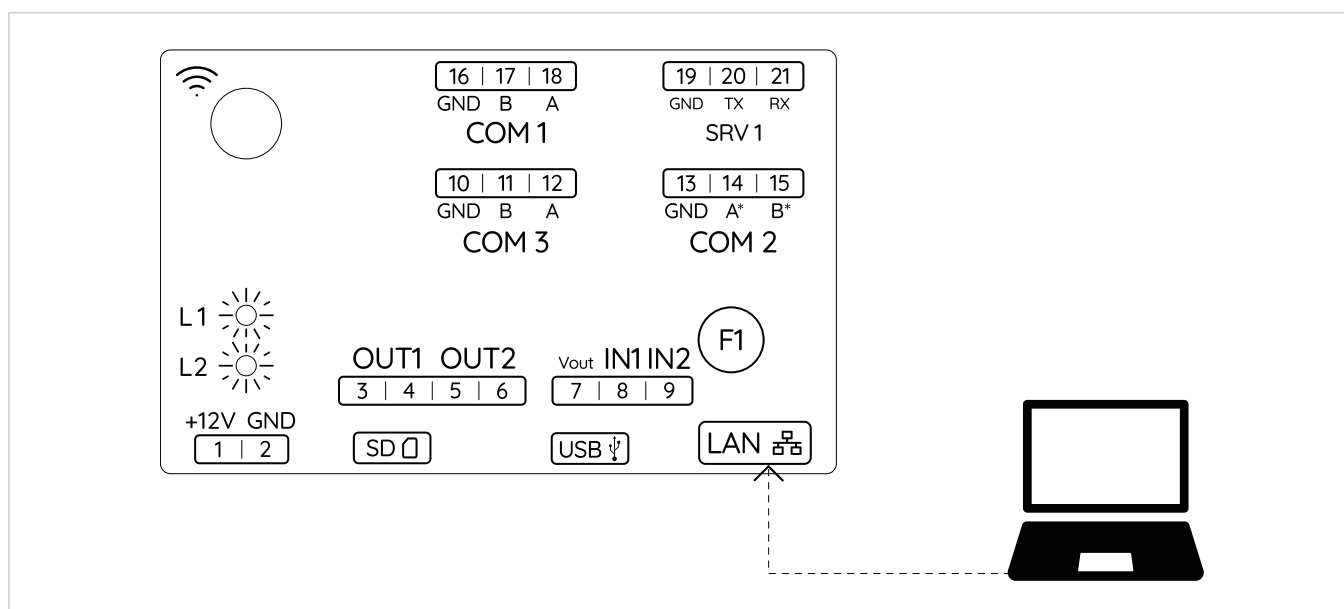 16 | 17 | 18
GND B A
COM 1
19 | 20 | 21
GND TX RX
SRV 1
10 | 11 | 12
GND B A
COM 3
13 | 14 | 15
GND A* B*
COM 2
L1
L2
+12V GND
1 | 2
OUT1 OUT2
3 | 4 | 5 | 6
Vout IN1 IN2
7 | 8 | 9
F1
SD
USB
LAN